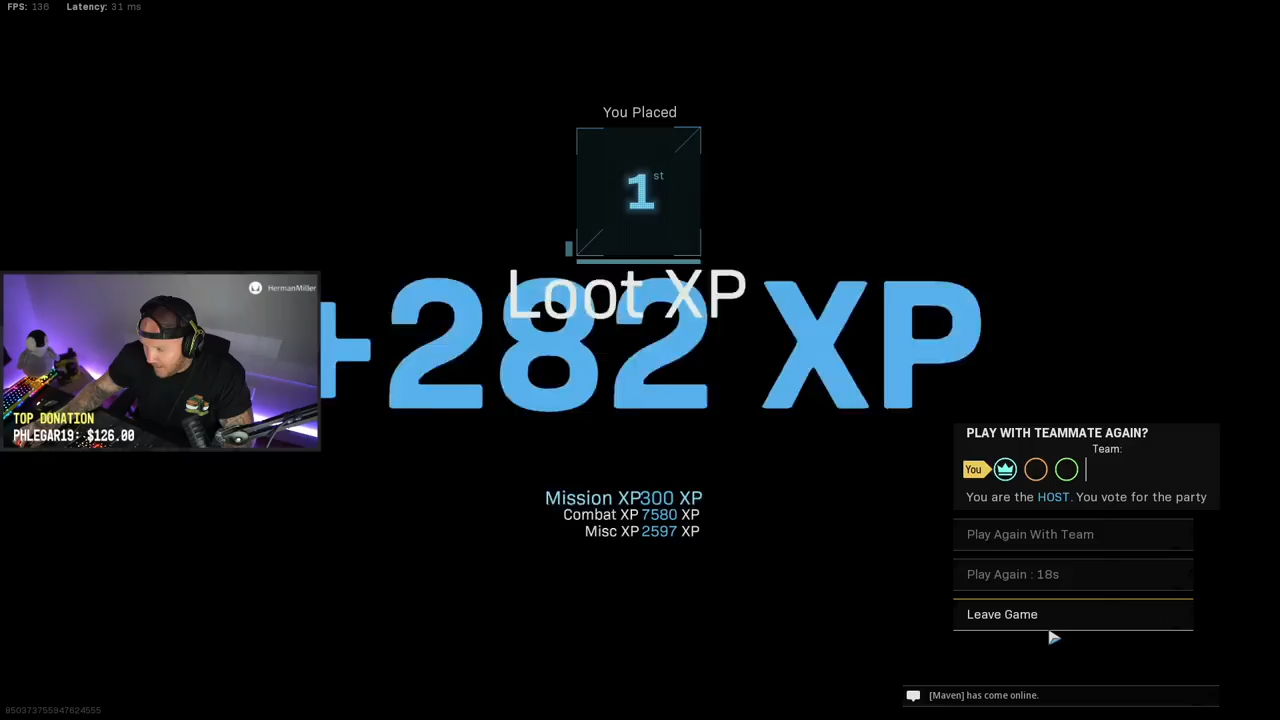 FPS: 136 Latency: 31 ms
You Placed
1st
Loot XP
+282 XP
HermanMiller
TOP DONATION
PHLEGAR19: $126.00
Mission XP300 XP
Combat XP 7580 XP
Misc XP 2597 XP
PLAY WITH TEAMMATE AGAIN?
Team:
You
You are the HOST. You vote for the party
Play Again With Team
Play Again : 18s
Leave Game
[Maven] has come online.
850373755947624555